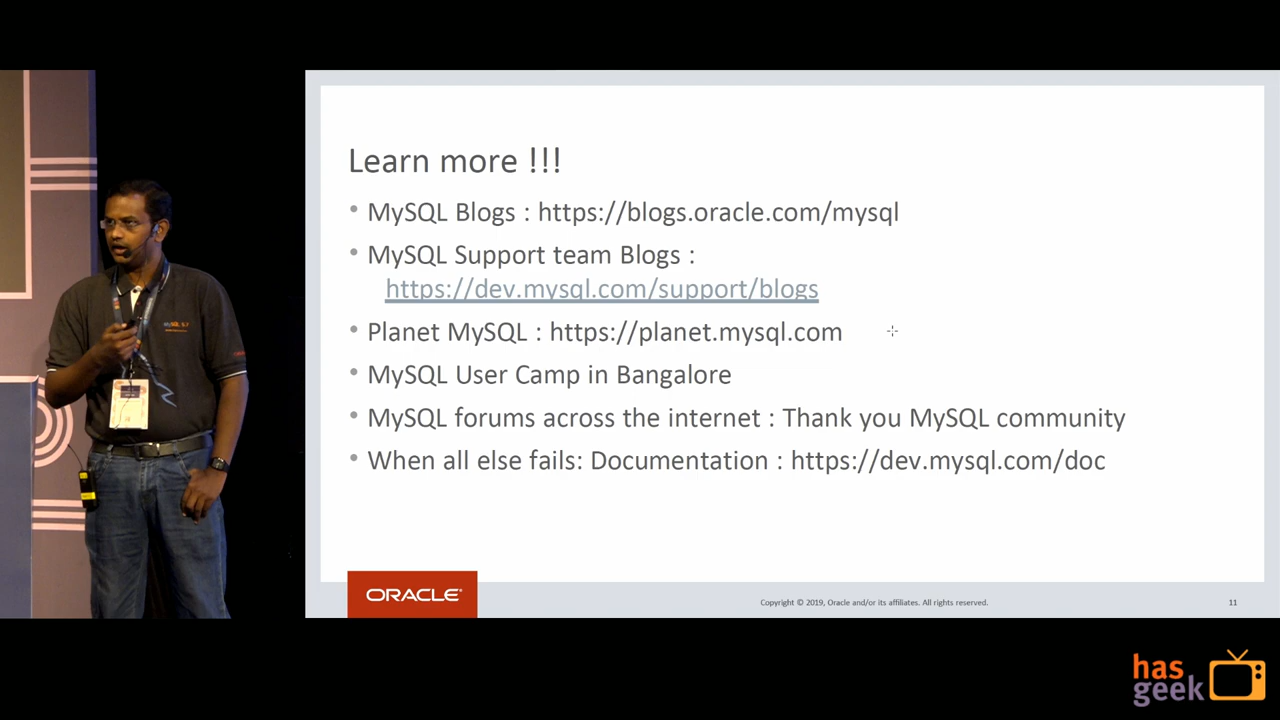 Learn more !!!
• MySQL Blogs : https://blogs.oracle.com/mysql
• MySQL Support team Blogs :
https://dev.mysql.com/support/blogs
• Planet MySQL : https://planet.mysql.com
• MySQL User Camp in Bangalore
• MySQL forums across the internet : Thank you MySQL community
• When all else fails: Documentation : https://dev.mysql.com/doc
ORACLE
Copyright © 2019, Oracle and/or its affiliates. All rights reserved.
11
has
geek